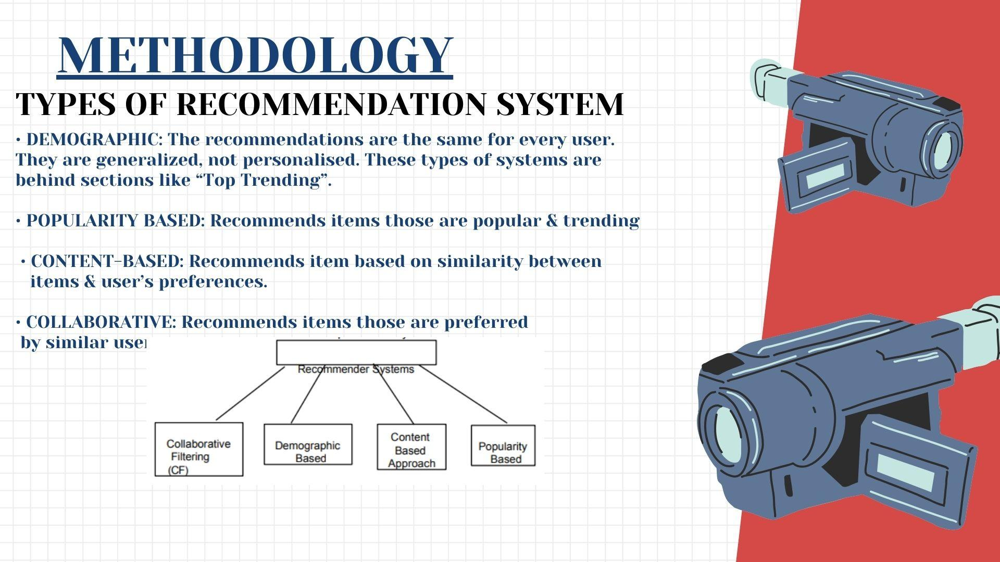 METHODOLOGY
TYPES OF RECOMMENDATION SYSTEM
• DEMOGRAPHIC: The recommendations are the same for every user.
They are generalized, not personalised. These types of systems are
behind sections like “Top Trending”.
• POPULARITY BASED: Recommends items those are popular & trending
• CONTENT-BASED: Recommends item based on similarity between
items & user’s preferences.
• COLLABORATIVE: Recommends items those are preferred
by similar
Recommender Systems
Collaborative
Filtering
(CF)
Demographic
Based
Content
Based
Approach
Popularity
Based